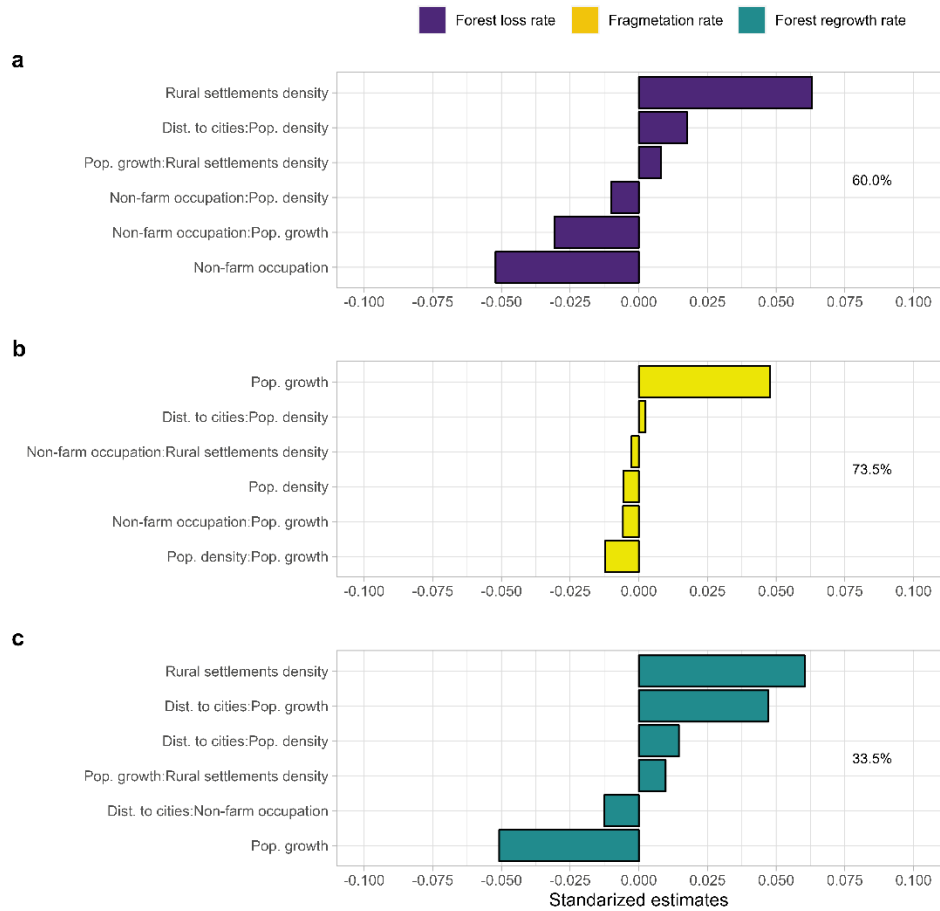 Forest loss rate Fragmetation rate Forest regrowth rate
a
Rural settlements density
Dist. to cities:Pop. density
Pop. growth:Rural settlements density
Non-farm occupation:Pop. density
Non-farm occupation:Pop. growth
Non-farm occupation
60.0%
-0.100 -0.075 -0.050 -0.025 0.000 0.025 0.050 0.075 0.100
b
Pop. growth
Dist. to cities:Pop. density
Non-farm occupation:Rural settlements density
Pop. density
Non-farm occupation:Pop. growth
Pop. density:Pop. growth
73.5%
-0.100 -0.075 -0.050 -0.025 0.000 0.025 0.050 0.075 0.100
c
Rural settlements density
Dist. to cities:Pop. growth
Dist. to cities:Pop. density
Pop. growth:Rural settlements density
Dist. to cities:Non-farm occupation
Pop. growth
33.5%
-0.100 -0.075 -0.050 -0.025 0.000 0.025 0.050 0.075 0.100
Standarized estimates